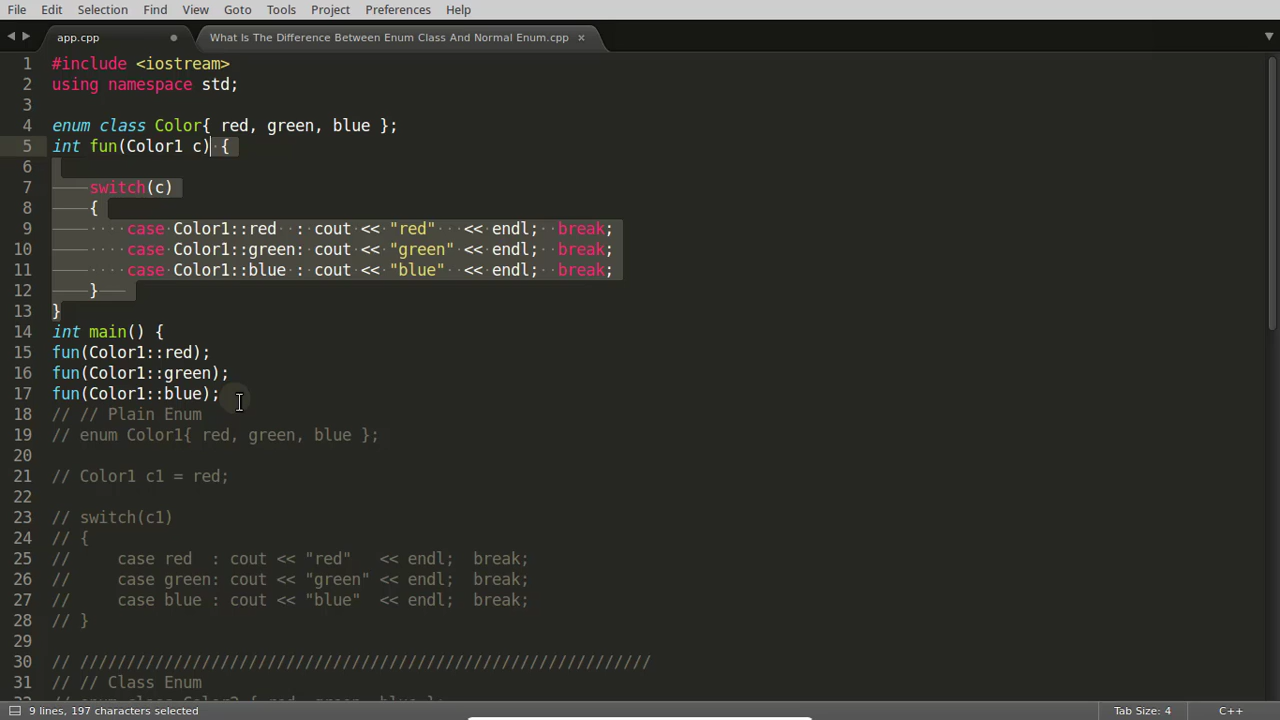 File Edit Selection Find View Goto Tools Project Preferences Help
app.cpp What Is The Difference Between Enum Class And Normal Enum.cpp ×
1 #include <iostream>
2 using namespace std;
3
4 enum class Color{ red, green, blue };
5 int fun(Color1 c) {
6
7 switch(c)
8 {
9 case Color1::red : cout << "red" << endl; break;
10 case Color1::green: cout << "green" << endl; break;
11 case Color1::blue : cout << "blue" << endl; break;
12 }
13 }
14 int main() {
15 fun(Color1::red);
16 fun(Color1::green);
17 fun(Color1::blue);
18 // // Plain Enum
19 // enum Color1{ red, green, blue };
20
21 // Color1 c1 = red;
22
23 // switch(c1)
24 // {
25 // case red : cout << "red" << endl; break;
26 // case green: cout << "green" << endl; break;
27 // case blue : cout << "blue" << endl; break;
28 // }
29
30 // /////////////////////////////////////////////////////////////
31 // // Class Enum
32 // enum class Color2 { red, green, blue };
9 lines, 197 characters selected Tab Size: 4 C++